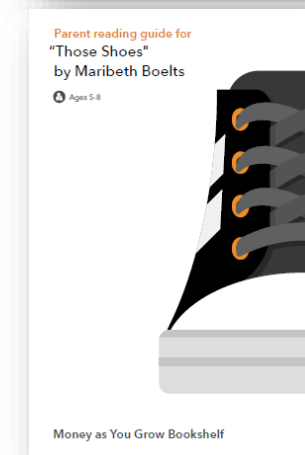 Parent reading guide for
“Those Shoes"
by Maribeth Boelts
Ages 5-8
Money as You Grow Bookshelf